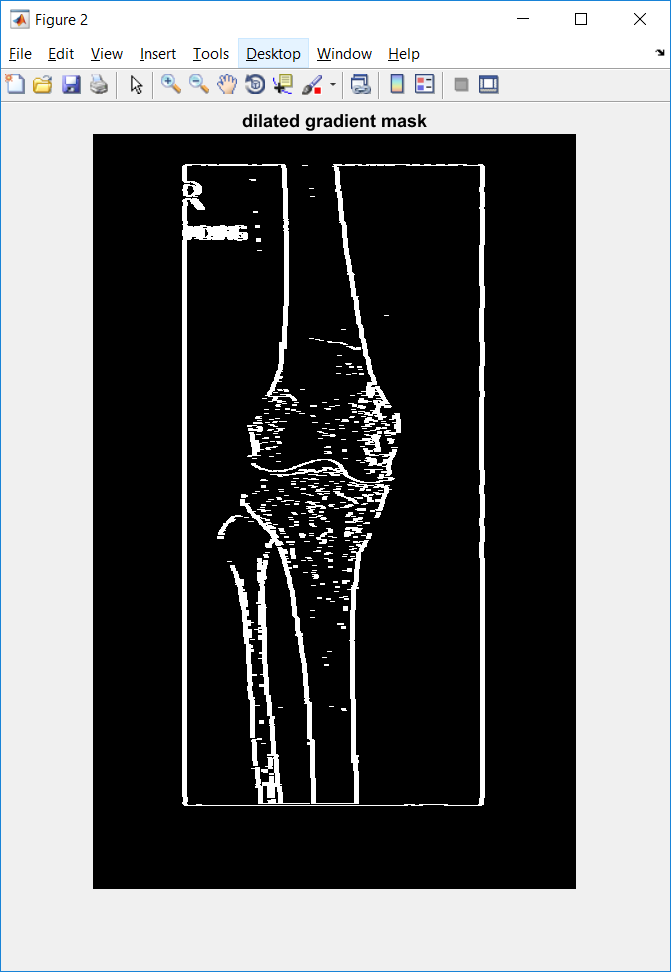 Figure 2
File Edit View Insert Tools Desktop Window Help
dilated gradient mask
R